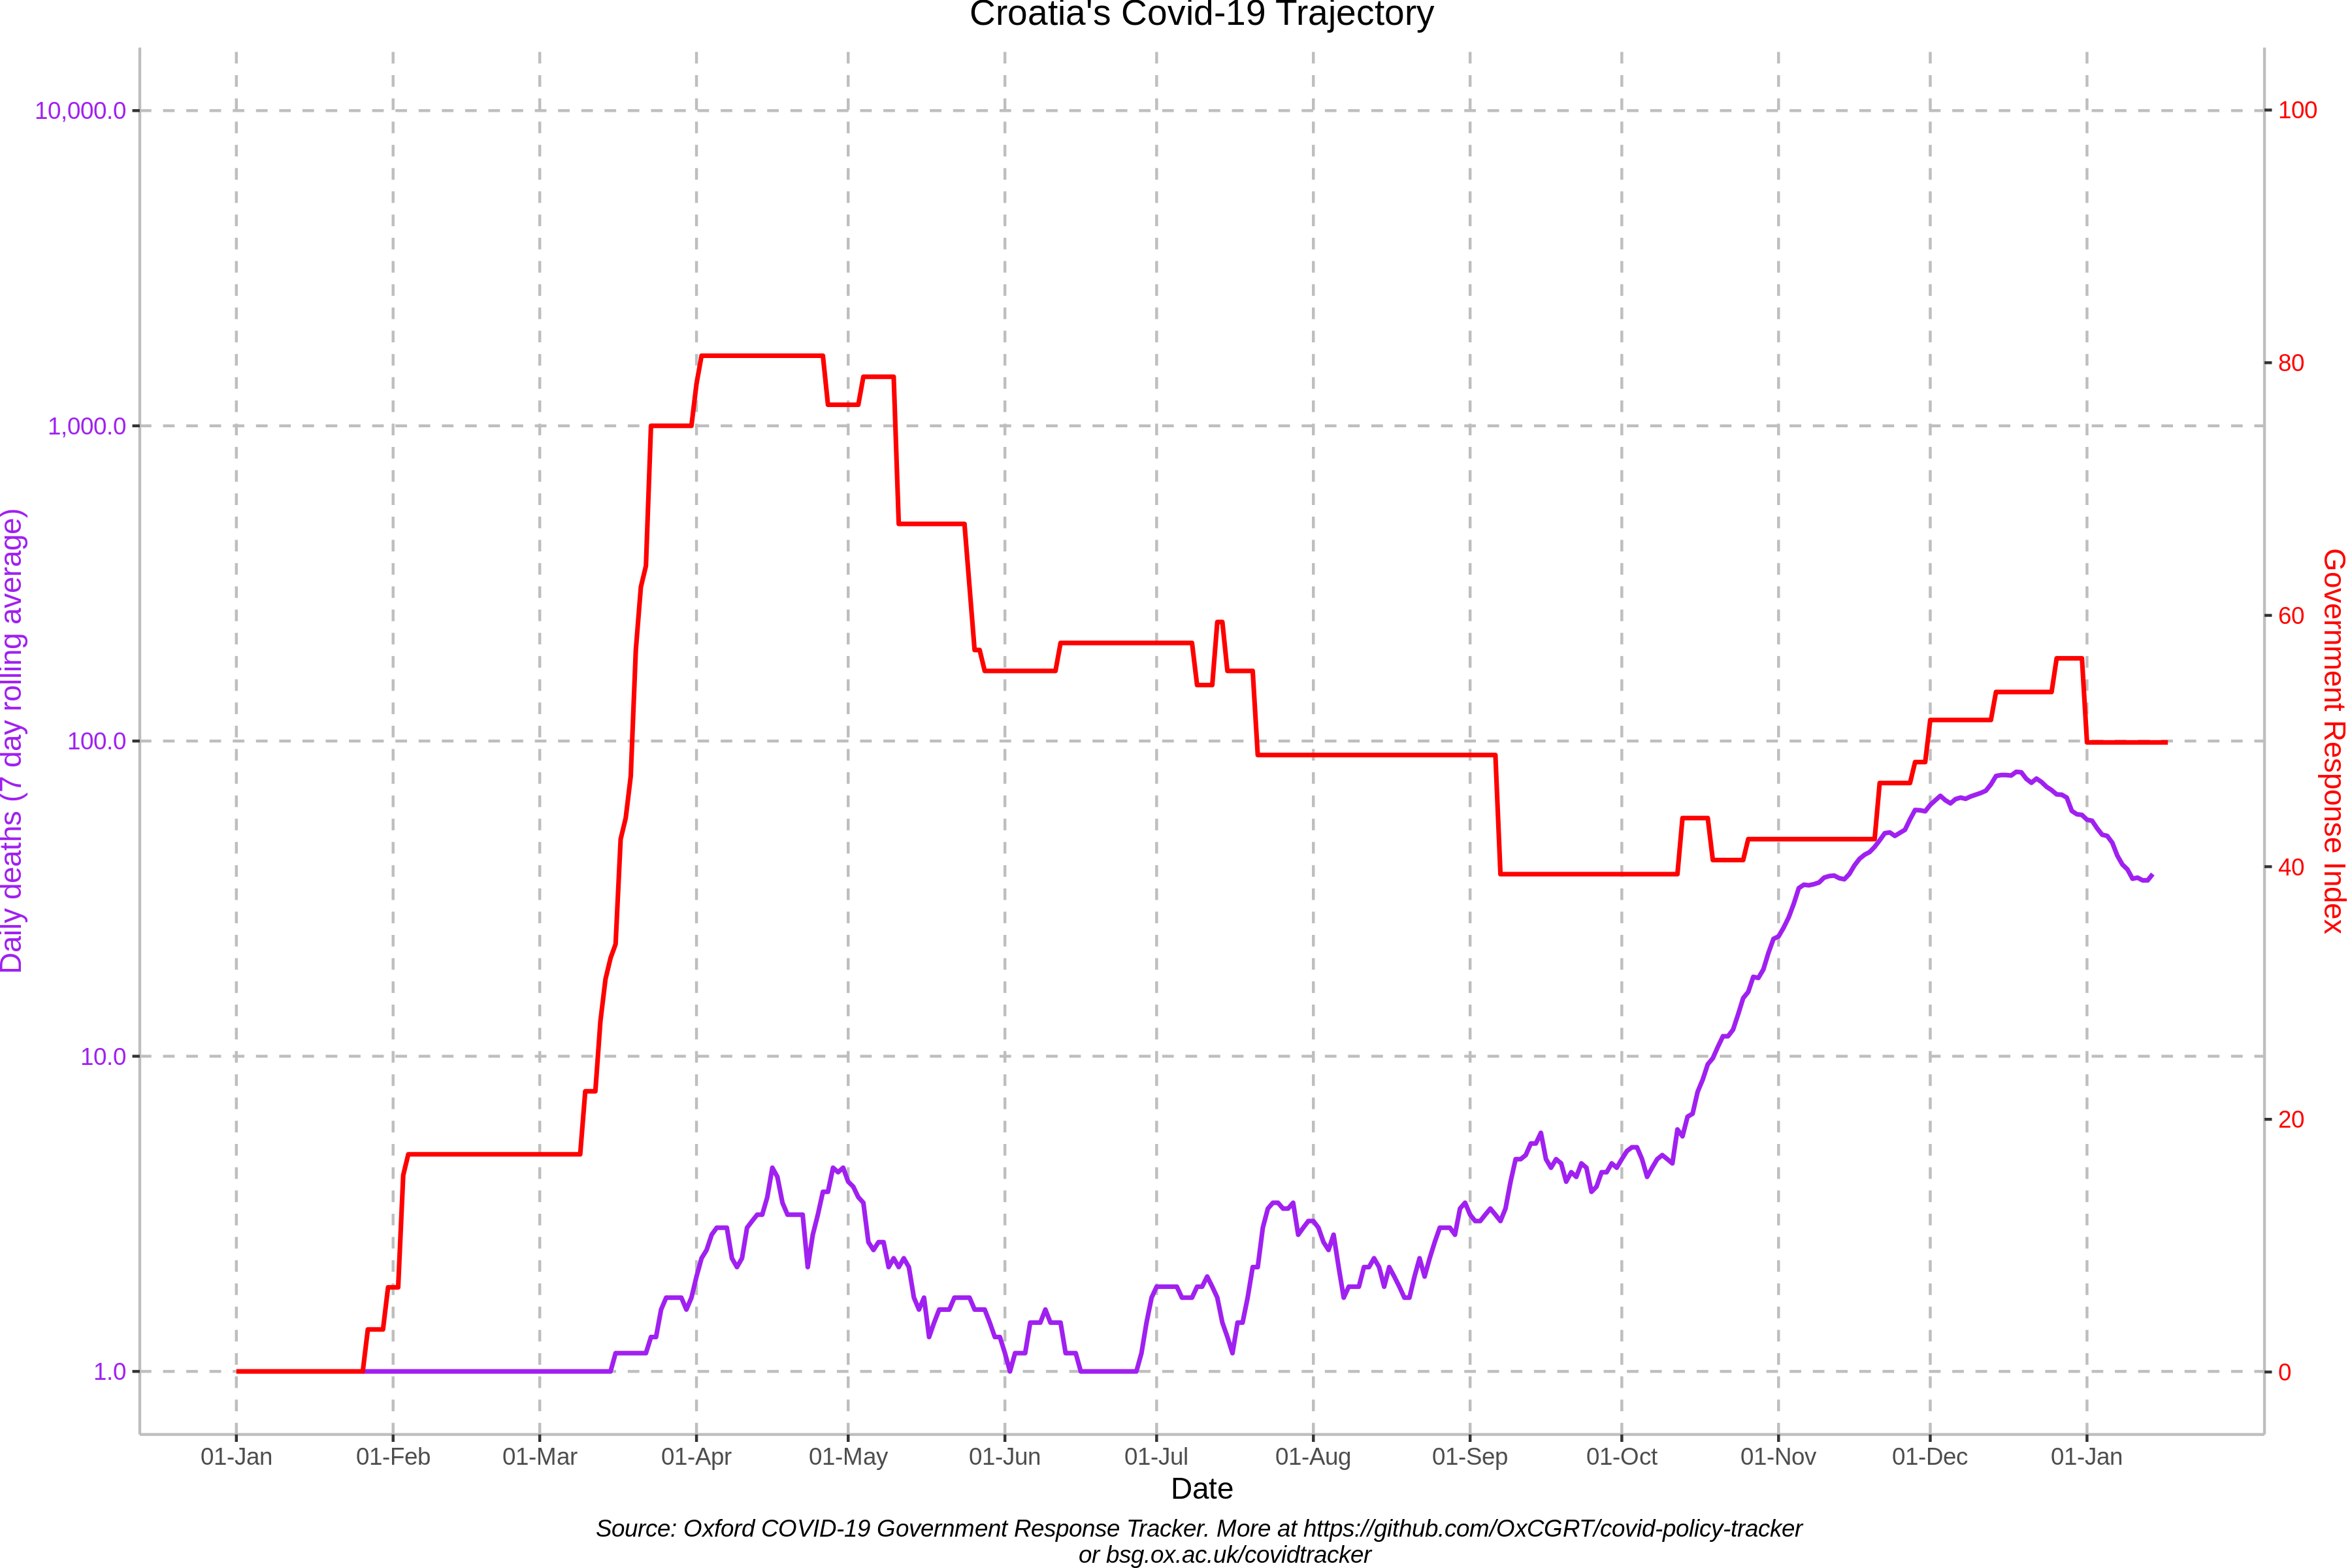 Croatia's Covid-19 Trajectory
Daily deaths (7 day rolling average)
10,000.0
1,000.0
100.0
10.0
1.0
100
80
60
40
20
0
Government Response Index
01-Jan 01-Feb 01-Mar 01-Apr 01-May 01-Jun 01-Jul 01-Aug 01-Sep 01-Oct 01-Nov 01-Dec 01-Jan
Date
Source: Oxford COVID-19 Government Response Tracker. More at https://github.com/OxCGRT/covid-policy-tracker
or bsg.ox.ac.uk/covidtracker